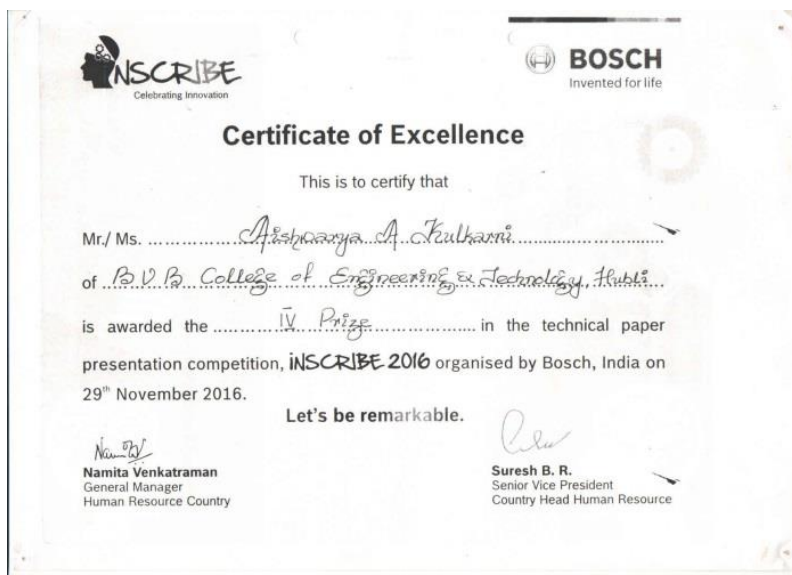 iNSCRIBE
Celebrating Innovation
BOSCH
Invented for life
Certificate of Excellence
This is to certify that
Mr./ Ms. Aishwarya A. Kulkarni
of B V B College of Engineering & Technology, Hubli
is awarded the IV Prize in the technical paper
presentation competition, iNSCRIBE 2016 organised by Bosch, India on
29th November 2016.
Let's be remarkable.
Namita Venkatraman
General Manager
Human Resource Country
Suresh B. R.
Senior Vice President
Country Head Human Resource